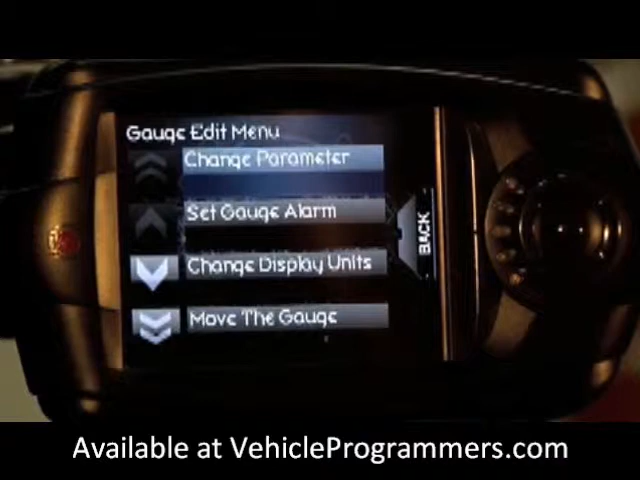 Gauge Edit Menu
Change Parameter
Set Gauge Alarm
BACK
Change Display Units
Move The Gauge
Available at VehicleProgrammers.com